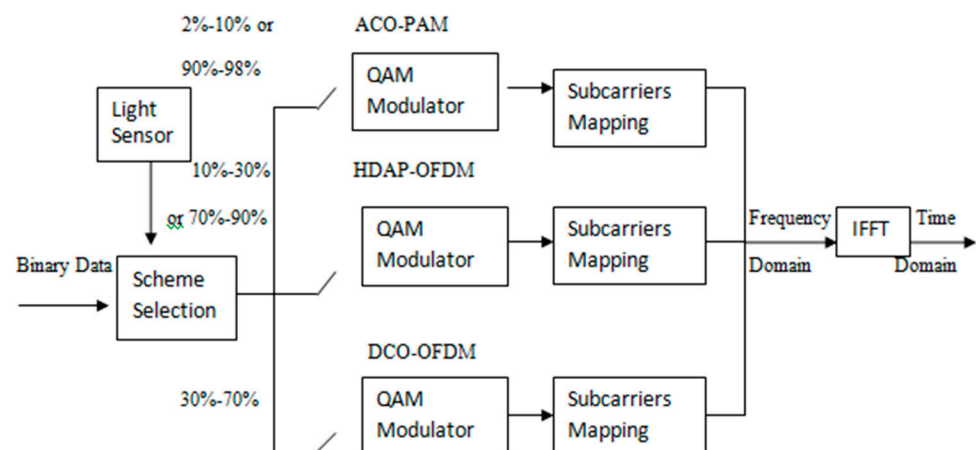 2%-10% or
90%-98%
ACO-PAM
QAM
Modulator
Subcarriers
Mapping
Light
Sensor
10%-30%
or 70%-90%
HDAP-OFDM
QAM
Modulator
Subcarriers
Mapping
Frequency
Domain
IFFT
Time
Domain
Binary Data
Scheme
Selection
30%-70%
DCO-OFDM
QAM
Modulator
Subcarriers
Mapping